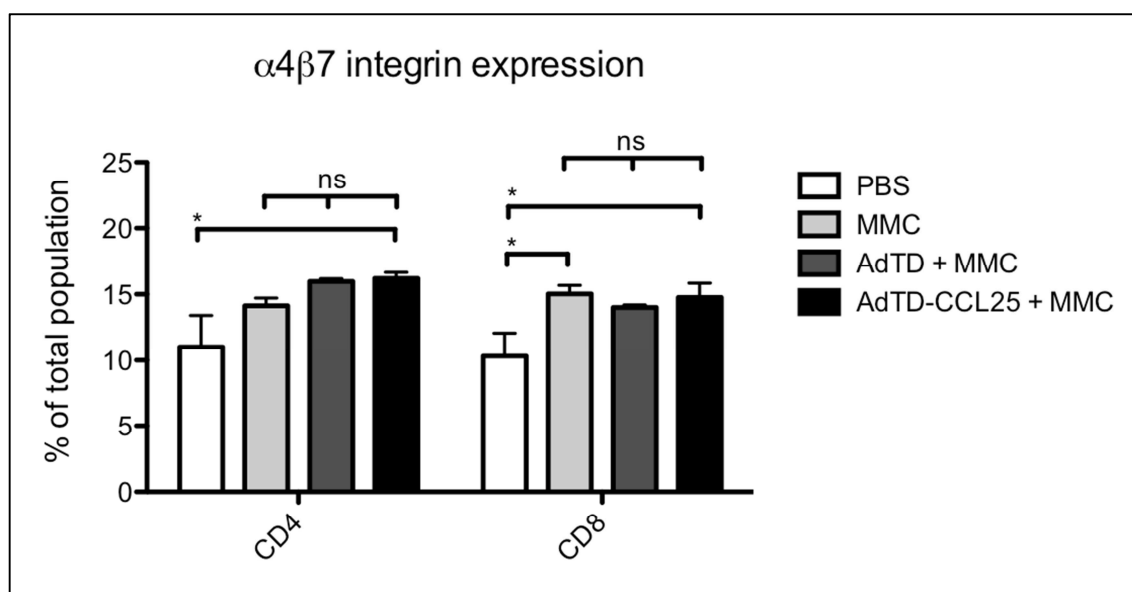 α4β7 integrin expression
% of total population
25
20
15
10
5
0
*
ns
*
*
ns
CD4
CD8
PBS
MMC
AdTD + MMC
AdTD-CCL25 + MMC